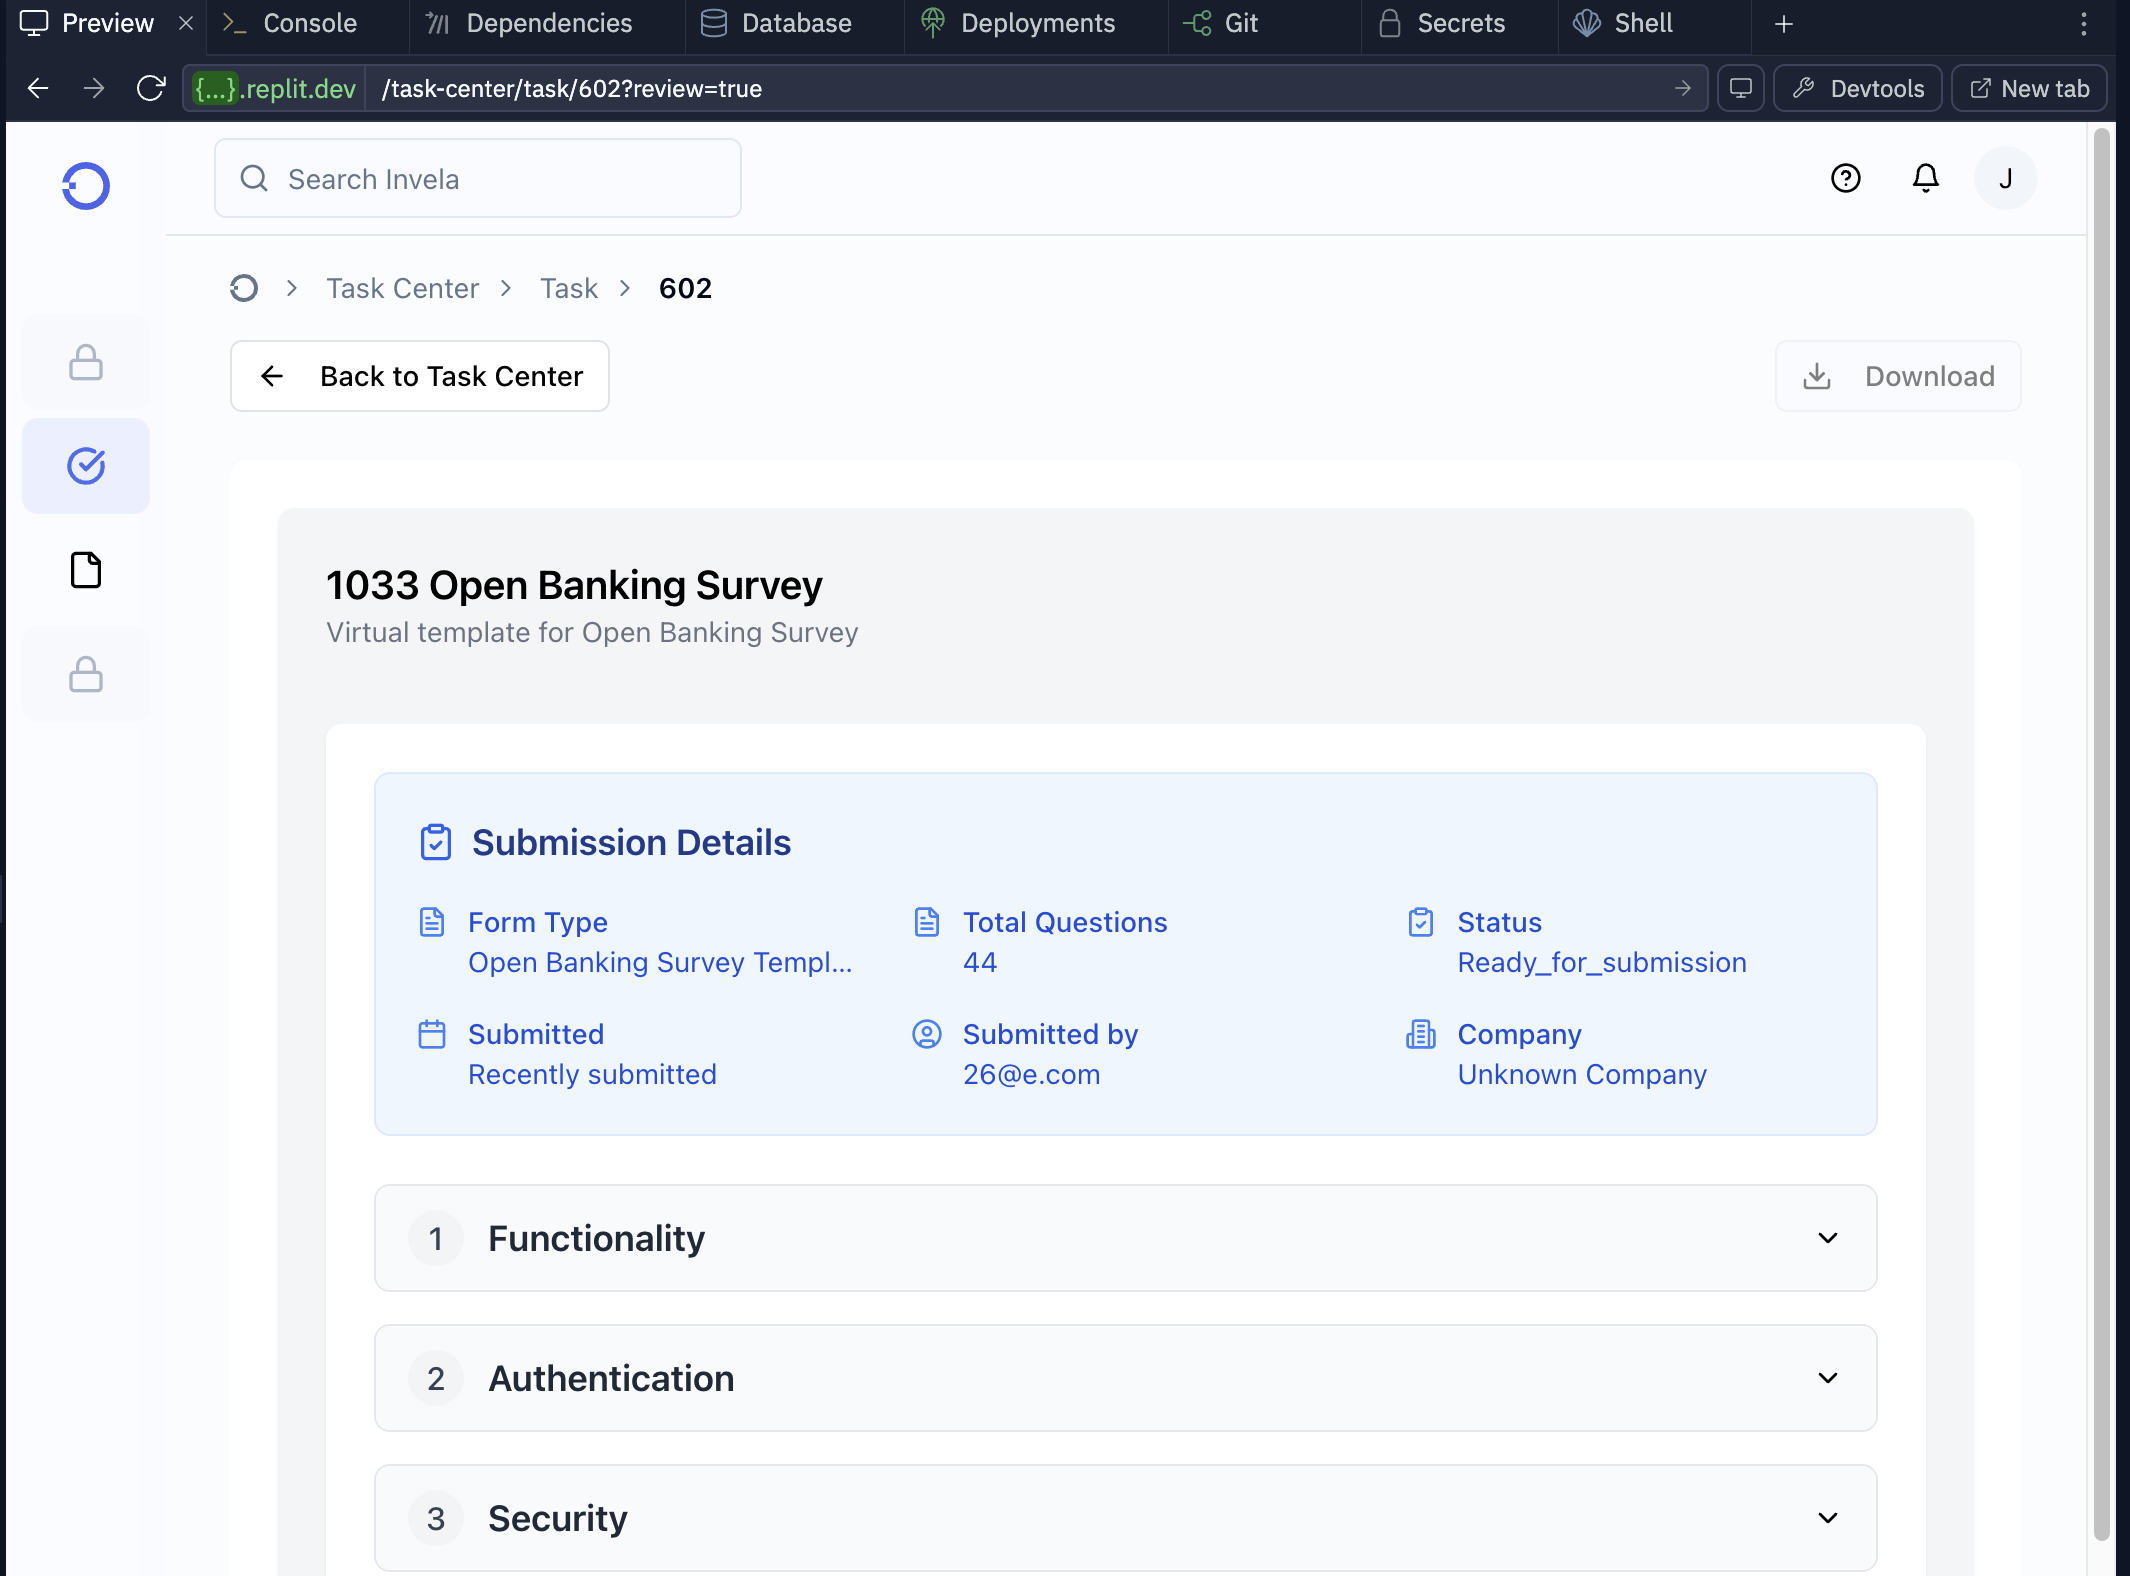 Preview
Console
Dependencies
Database
Deployments
Git
Secrets
Shell
{...}.replit.dev
/task-center/task/602?review=true
Devtools
New tab
Search Invela
J
Task Center
Task
602
Back to Task Center
Download
1033 Open Banking Survey
Virtual template for Open Banking Survey
Submission Details
Form Type
Open Banking Survey Templ...
Total Questions
44
Status
Ready_for_submission
Submitted
Recently submitted
Submitted by
26@e.com
Company
Unknown Company
1 Functionality
2 Authentication
3 Security